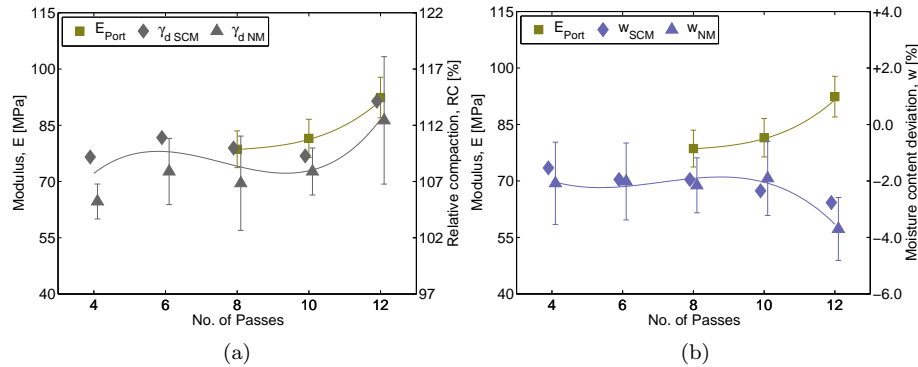 E_Port γ_d SCM γ_d NM
115
100
85
70
55
40
Modulus, E [MPa]
122
117
112
107
102
97
Relative compaction, RC [%]
4 6 8 10 12
No. of Passes
(a)
E_Port w_SCM w_NM
115
100
85
70
55
40
Modulus, E [MPa]
+4.0
+2.0
0.0
−2.0
−4.0
−6.0
Moisture content deviation, w [%]
4 6 8 10 12
No. of Passes
(b)